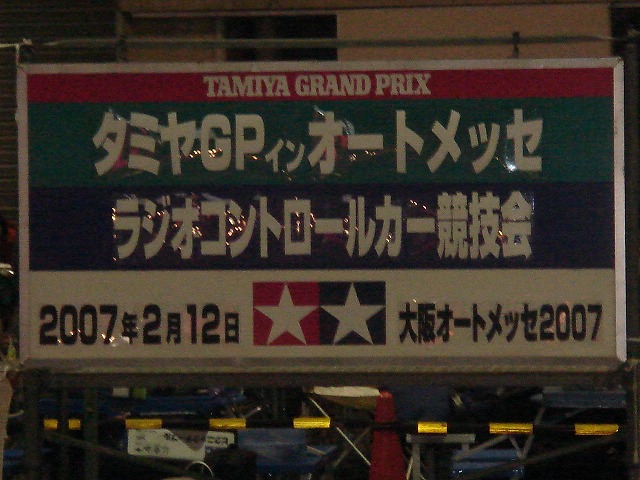 TAMIYA GRAND PRIX
タミヤGPインオートメッセ
ラジオコントロールカー競技会
2007年2月12日 大阪オートメッセ2007